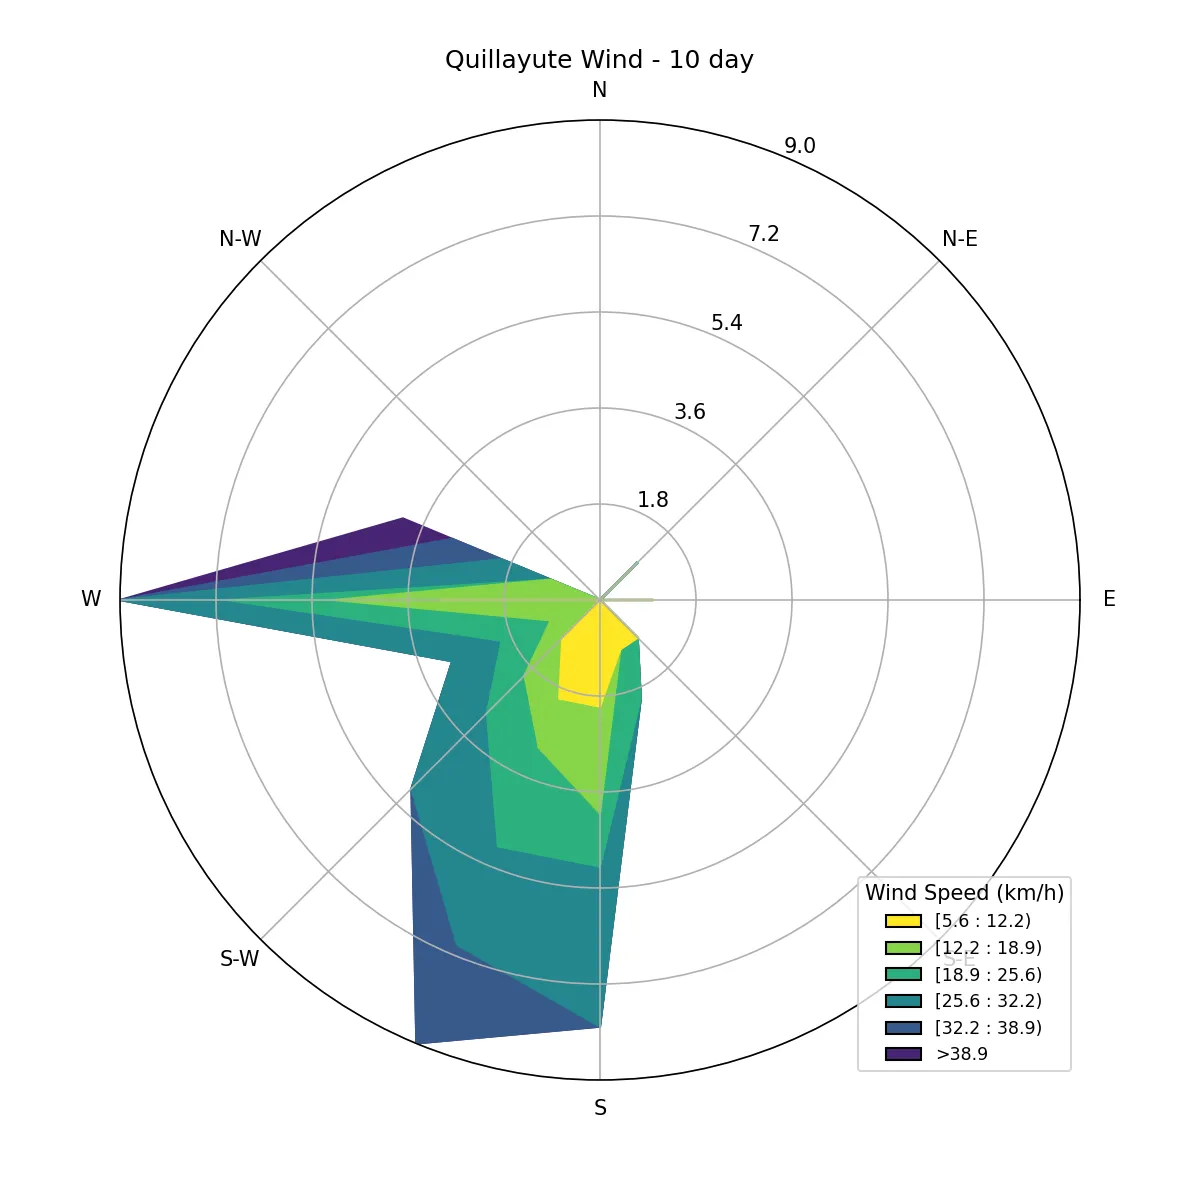 Quillayute Wind - 10 day
N
9.0
N-W
7.2
N-E
5.4
3.6
1.8
W
E
Wind Speed (km/h)
[5.6 : 12.2)
[12.2 : 18.9)
S-W
S-E
[18.9 : 25.6)
[25.6 : 32.2)
[32.2 : 38.9)
>38.9
S